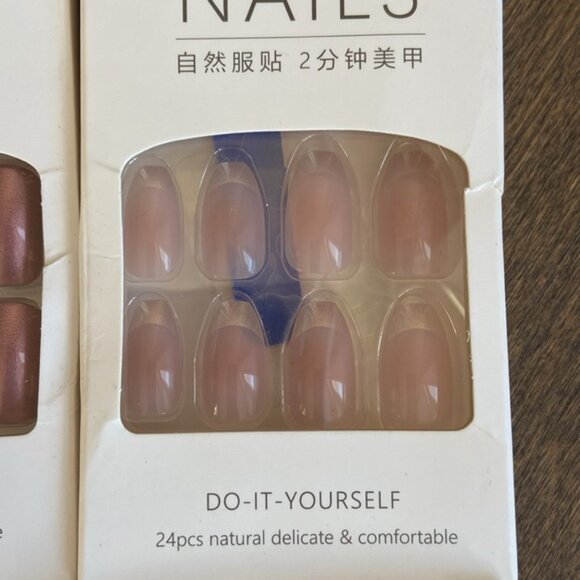 NAILS
自然服贴 2分钟美甲
DO-IT-YOURSELF
24pcs natural delicate & comfortable